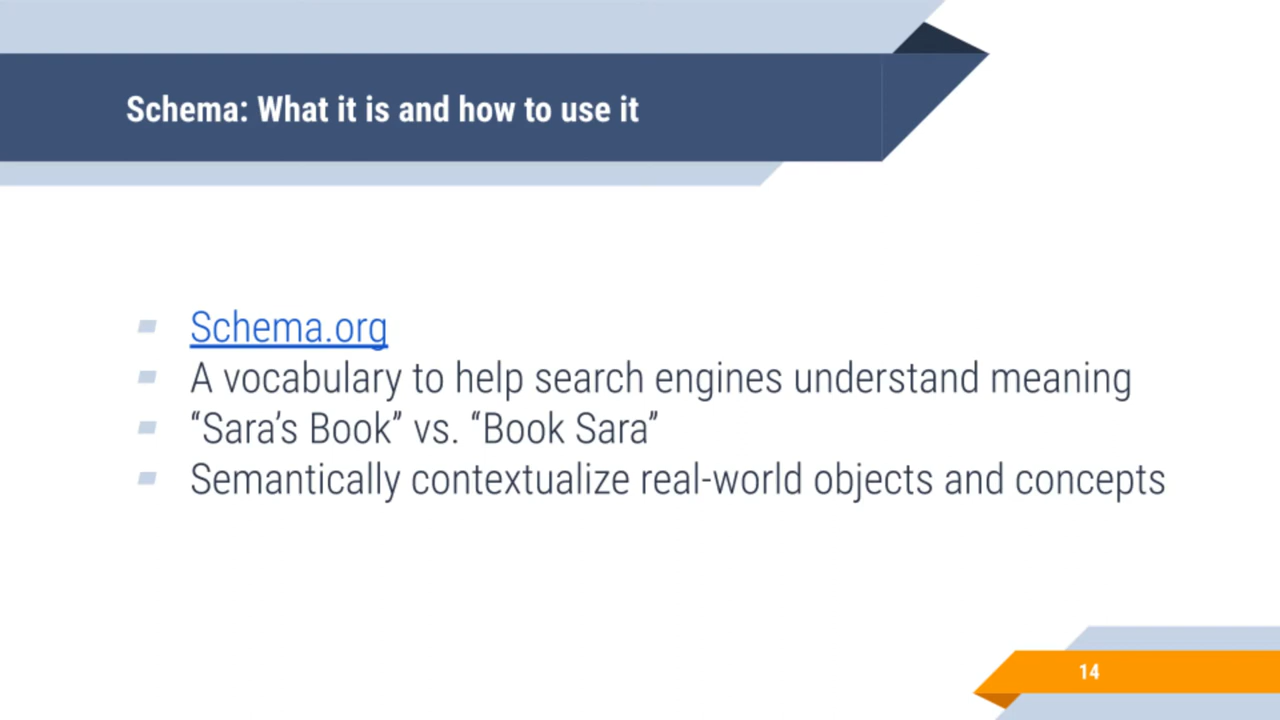 Schema: What it is and how to use it
Schema.org
A vocabulary to help search engines understand meaning
“Sara’s Book” vs. “Book Sara”
Semantically contextualize real-world objects and concepts
14